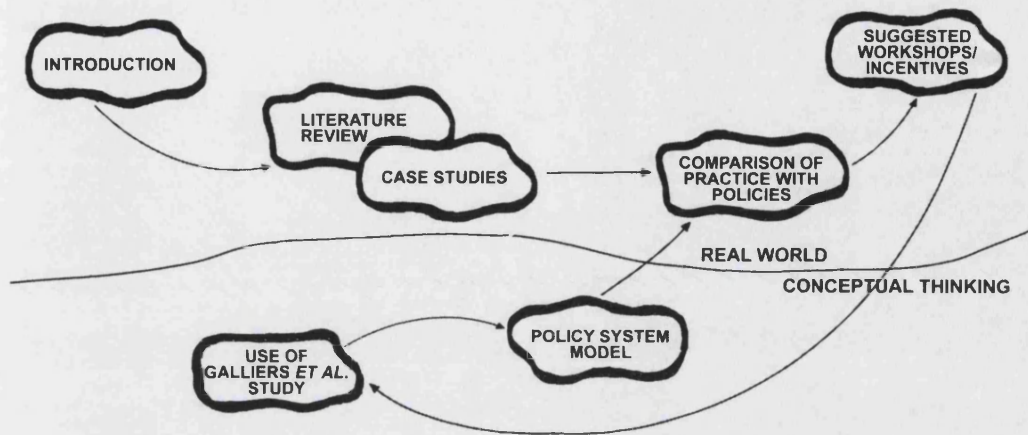 INTRODUCTION
LITERATURE
REVIEW
CASE STUDIES
COMPARISON OF
PRACTICE WITH
POLICIES
SUGGESTED
WORKSHOPS/
INCENTIVES
REAL WORLD
CONCEPTUAL THINKING
USE OF
GALLIERS ET AL.
STUDY
POLICY SYSTEM
MODEL